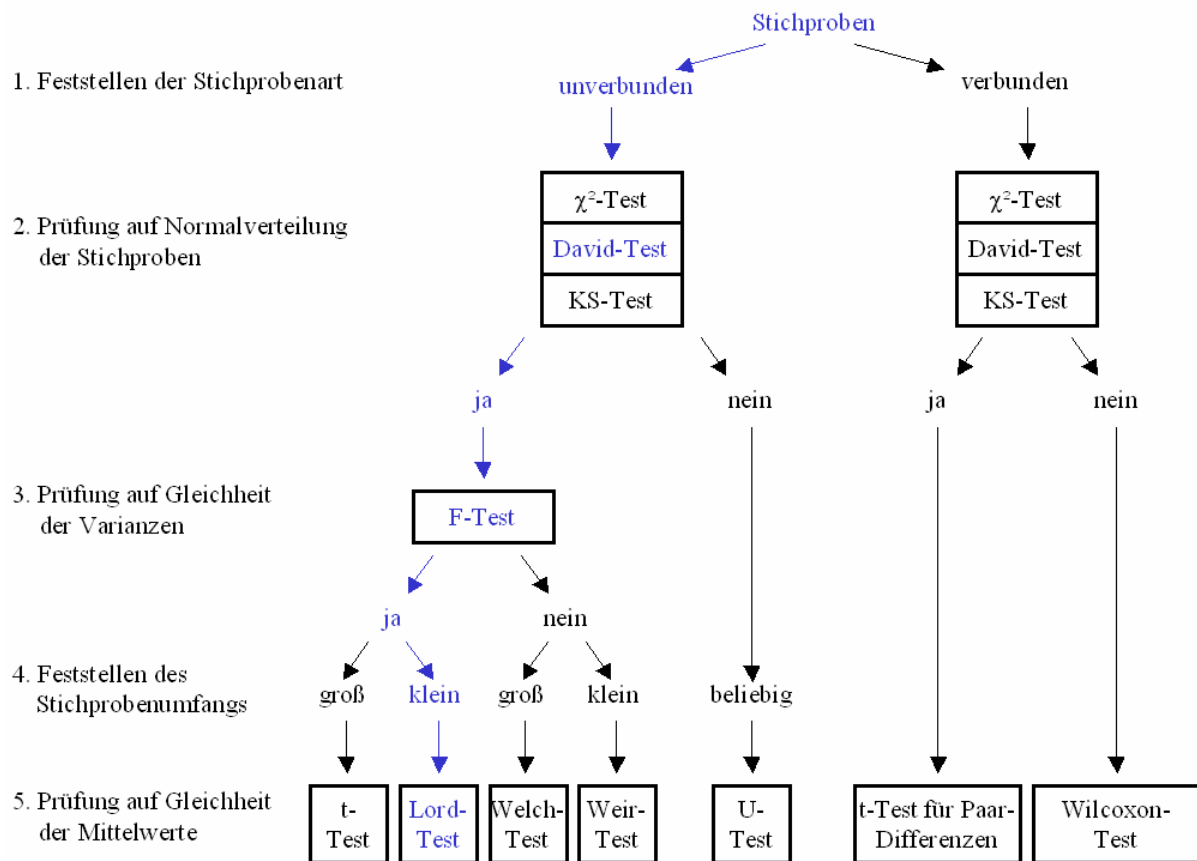 Stichproben
1. Feststellen der Stichprobenart
unverbunden
verbunden
2. Prüfung auf Normalverteilung
der Stichproben
χ²-Test
David-Test
KS-Test
χ²-Test
David-Test
KS-Test
ja
nein
ja
nein
3. Prüfung auf Gleichheit
der Varianzen
F-Test
ja
nein
4. Feststellen des
Stichprobenumfangs
groß
klein
groß
klein
beliebig
5. Prüfung auf Gleichheit
der Mittelwerte
t-
Test
Lord-
Test
Welch-
Test
Weir-
Test
U-
Test
t-Test für Paar-
Differenzen
Wilcoxon-
Test